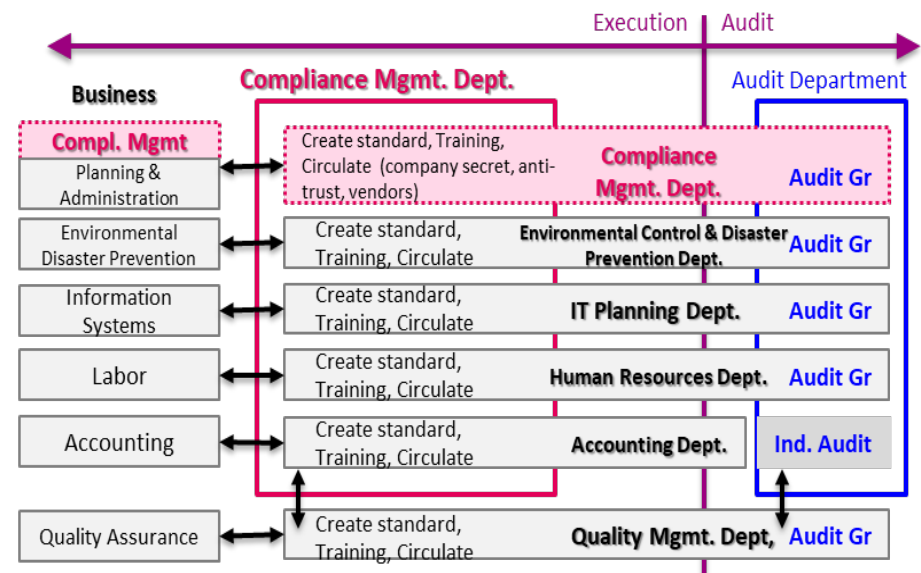 Execution
Audit
Compliance Mgmt. Dept.
Audit Department
Business
Compl. Mgmt
Planning &
Administration
Create standard, Training,
Circulate (company secret, anti-
trust, vendors)
Compliance
Mgmt. Dept.
Audit Gr
Environmental
Disaster Prevention
Create standard,
Training, Circulate
Environmental Control & Disaster
Prevention Dept.
Audit Gr
Information
Systems
Create standard,
Training, Circulate
IT Planning Dept.
Audit Gr
Labor
Create standard,
Training, Circulate
Human Resources Dept.
Audit Gr
Accounting
Create standard,
Training, Circulate
Accounting Dept.
Ind. Audit
Quality Assurance
Create standard,
Training, Circulate
Quality Mgmt. Dept,
Audit Gr